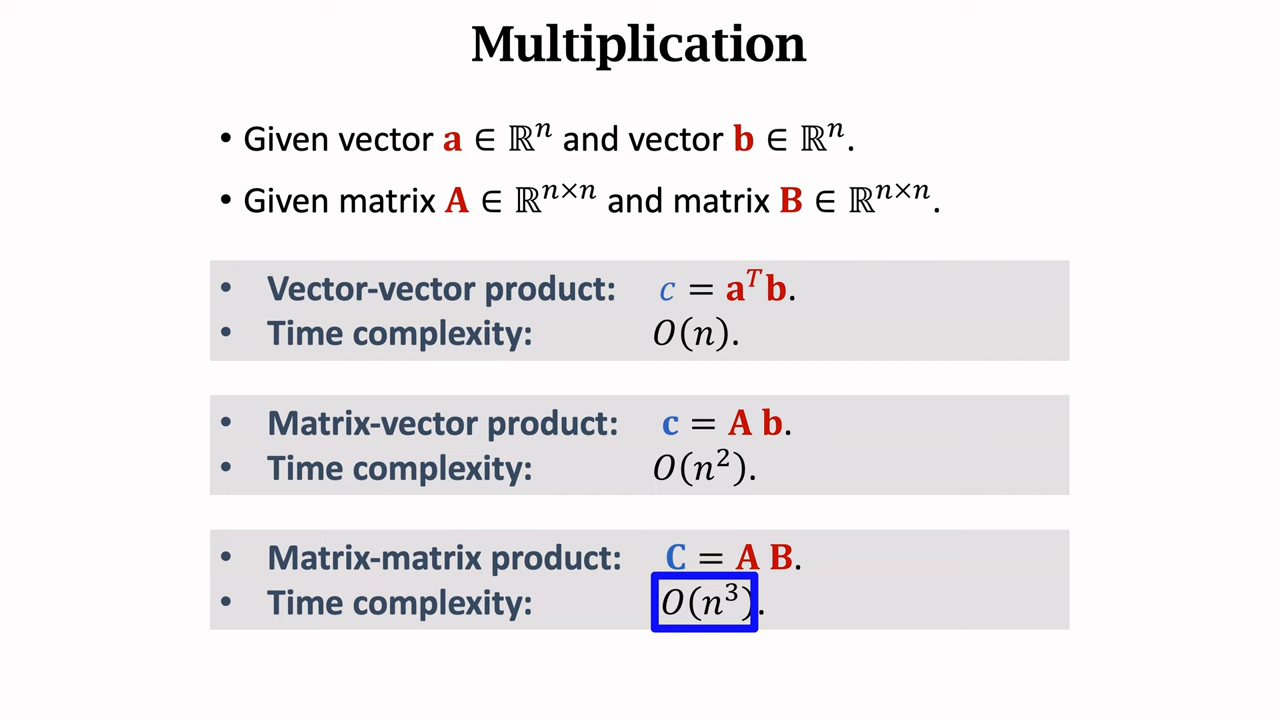 Multiplication
• Given vector a ∈ ℝⁿ and vector b ∈ ℝⁿ.
• Given matrix A ∈ ℝⁿˣⁿ and matrix B ∈ ℝⁿˣⁿ.
• Vector-vector product: c = aᵀb.
• Time complexity: O(n).
• Matrix-vector product: c = A b.
• Time complexity: O(n²).
• Matrix-matrix product: C = A B.
• Time complexity: O(n³).